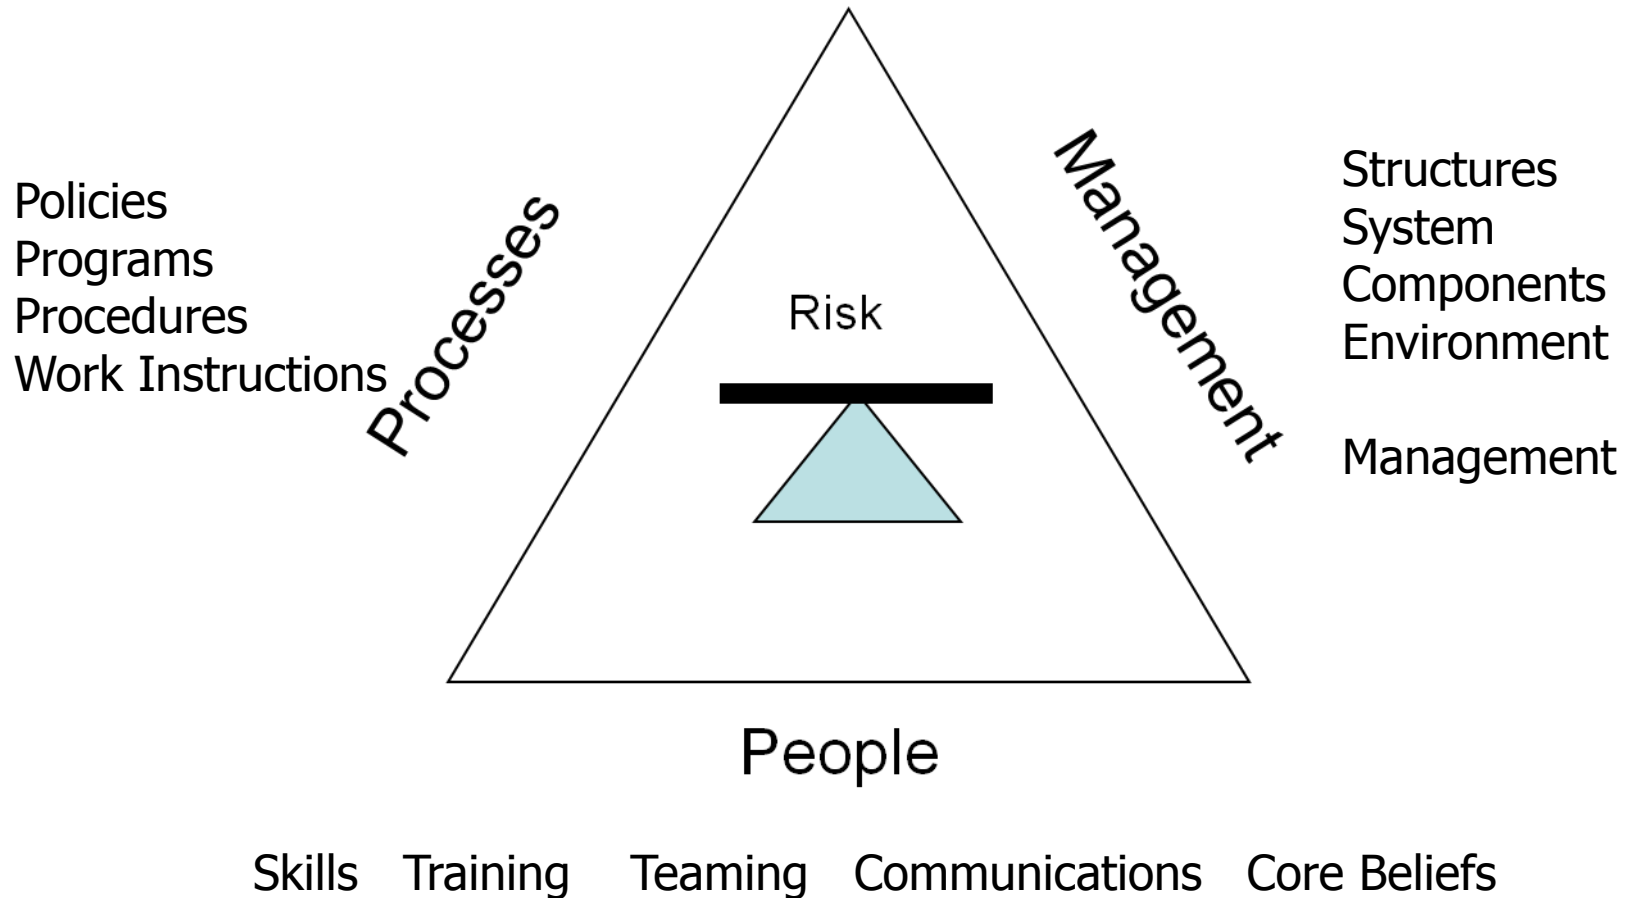 Policies
Programs
Procedures
Work Instructions
Processes
Risk
Management
Structures
System
Components
Environment
Management
People
Skills Training Teaming Communications Core Beliefs